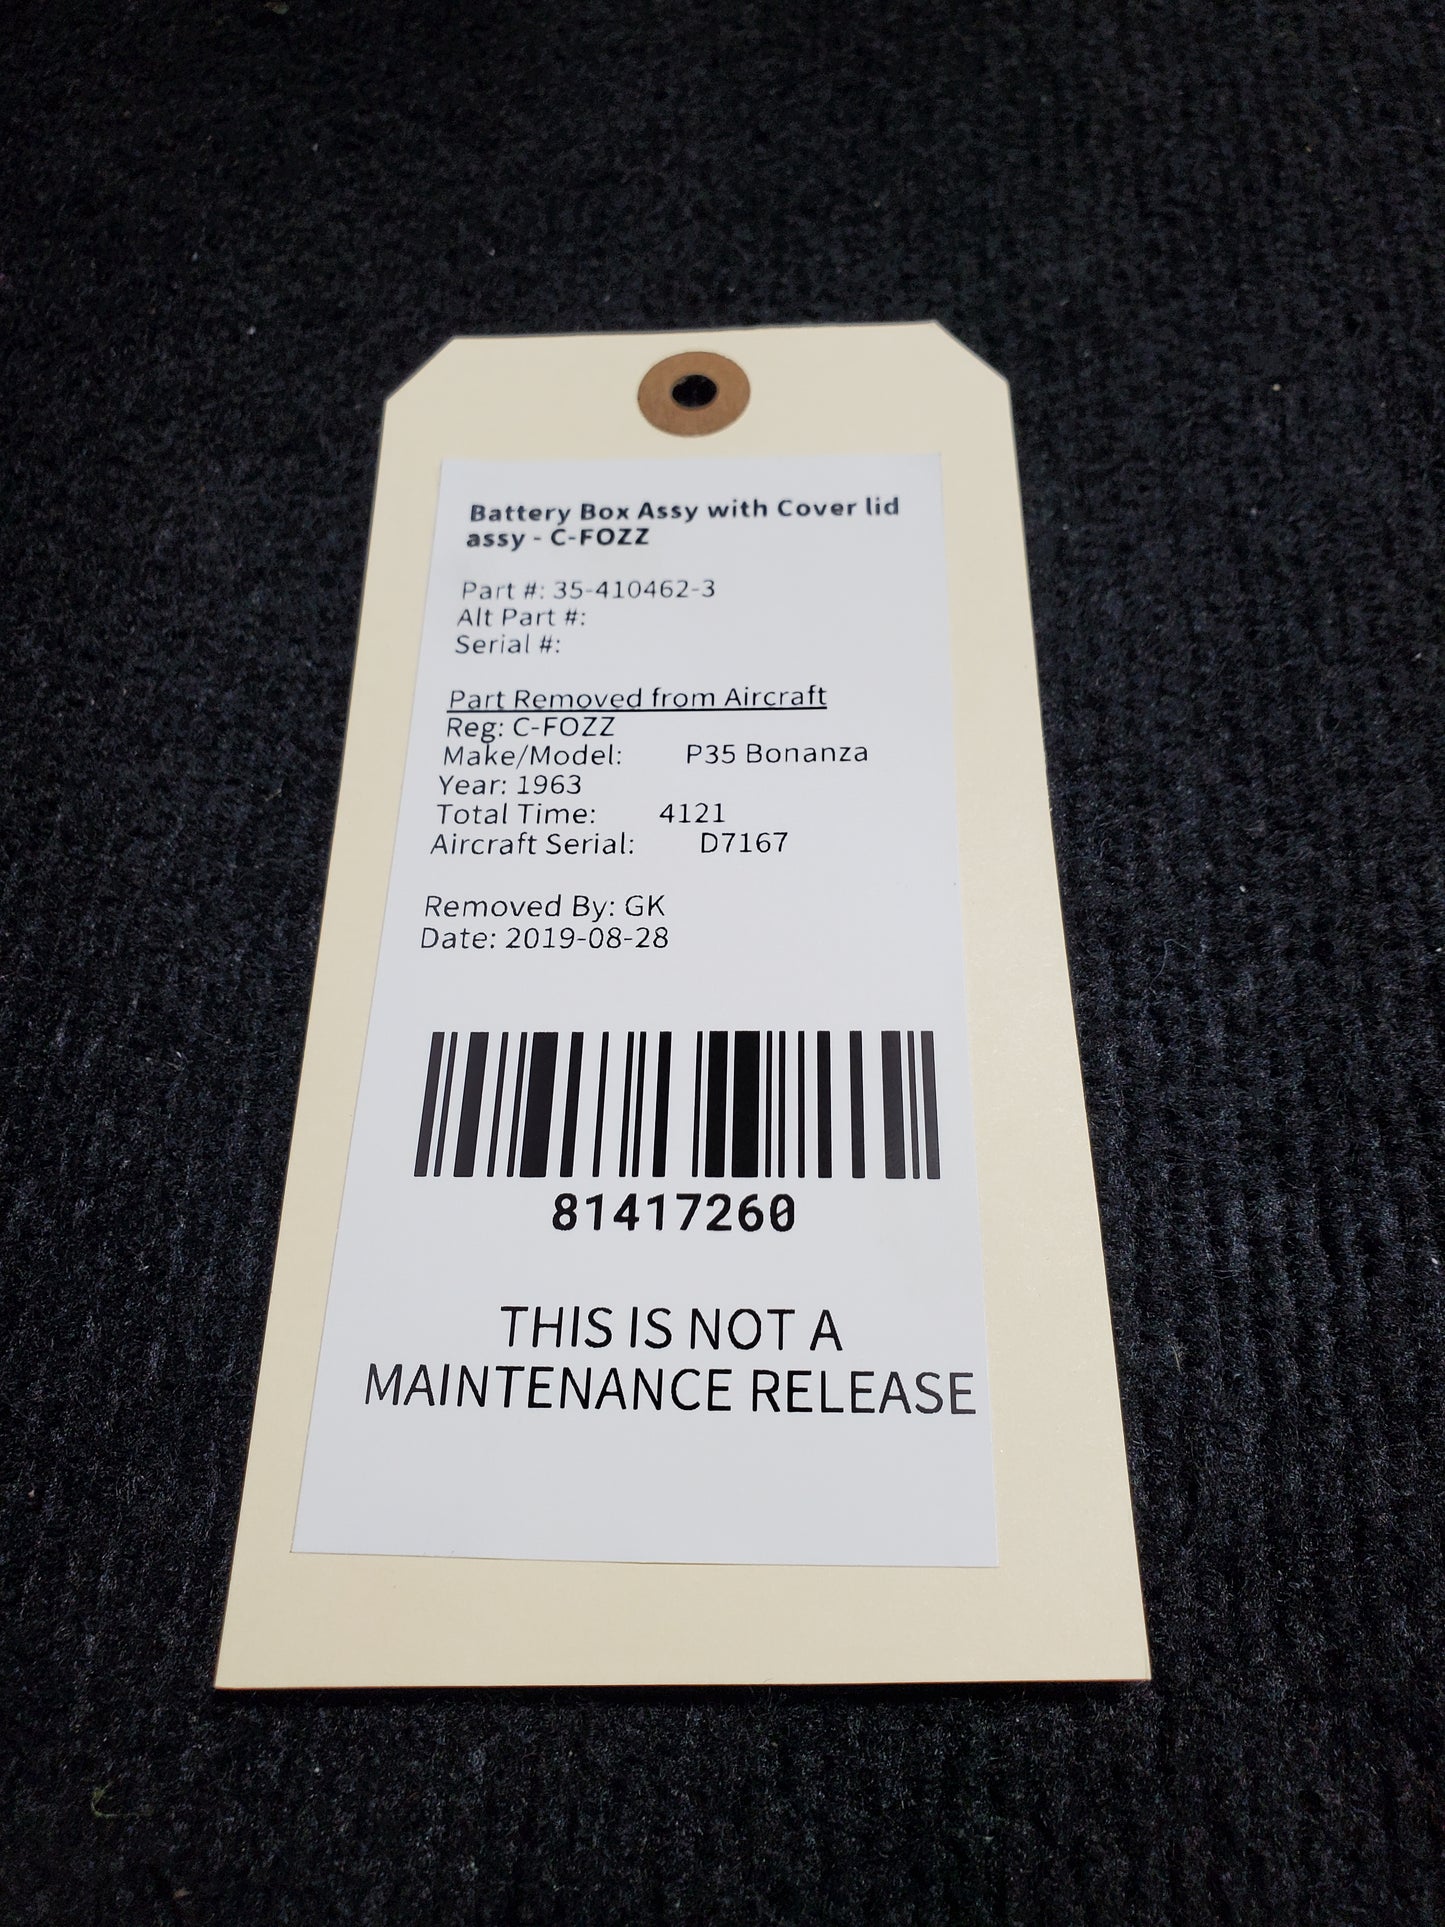 Battery Box Assy with Cover lid
assy - C-FOZZ
Part #: 35-410462-3
Alt Part #:
Serial #:
Part Removed from Aircraft
Reg: C-FOZZ
Make/Model: P35 Bonanza
Year: 1963
Total Time: 4121
Aircraft Serial: D7167
Removed By: GK
Date: 2019-08-28
81417260
THIS IS NOT A
MAINTENANCE RELEASE